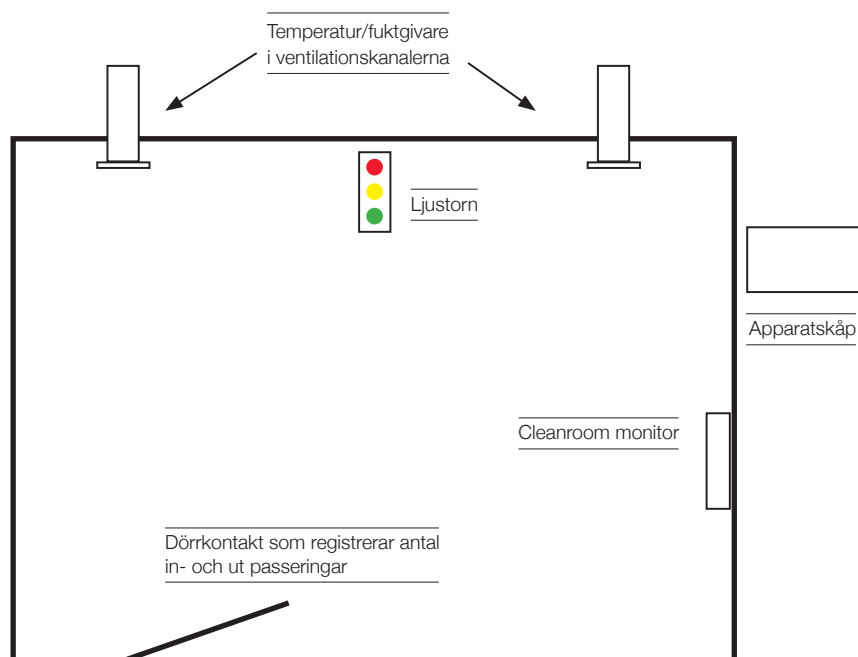 Temperatur/fuktgivare
i ventilationskanalerna
Ljustorn
Apparatskåp
Cleanroom monitor
Dörrkontakt som registrerar antal
in- och ut passeringar